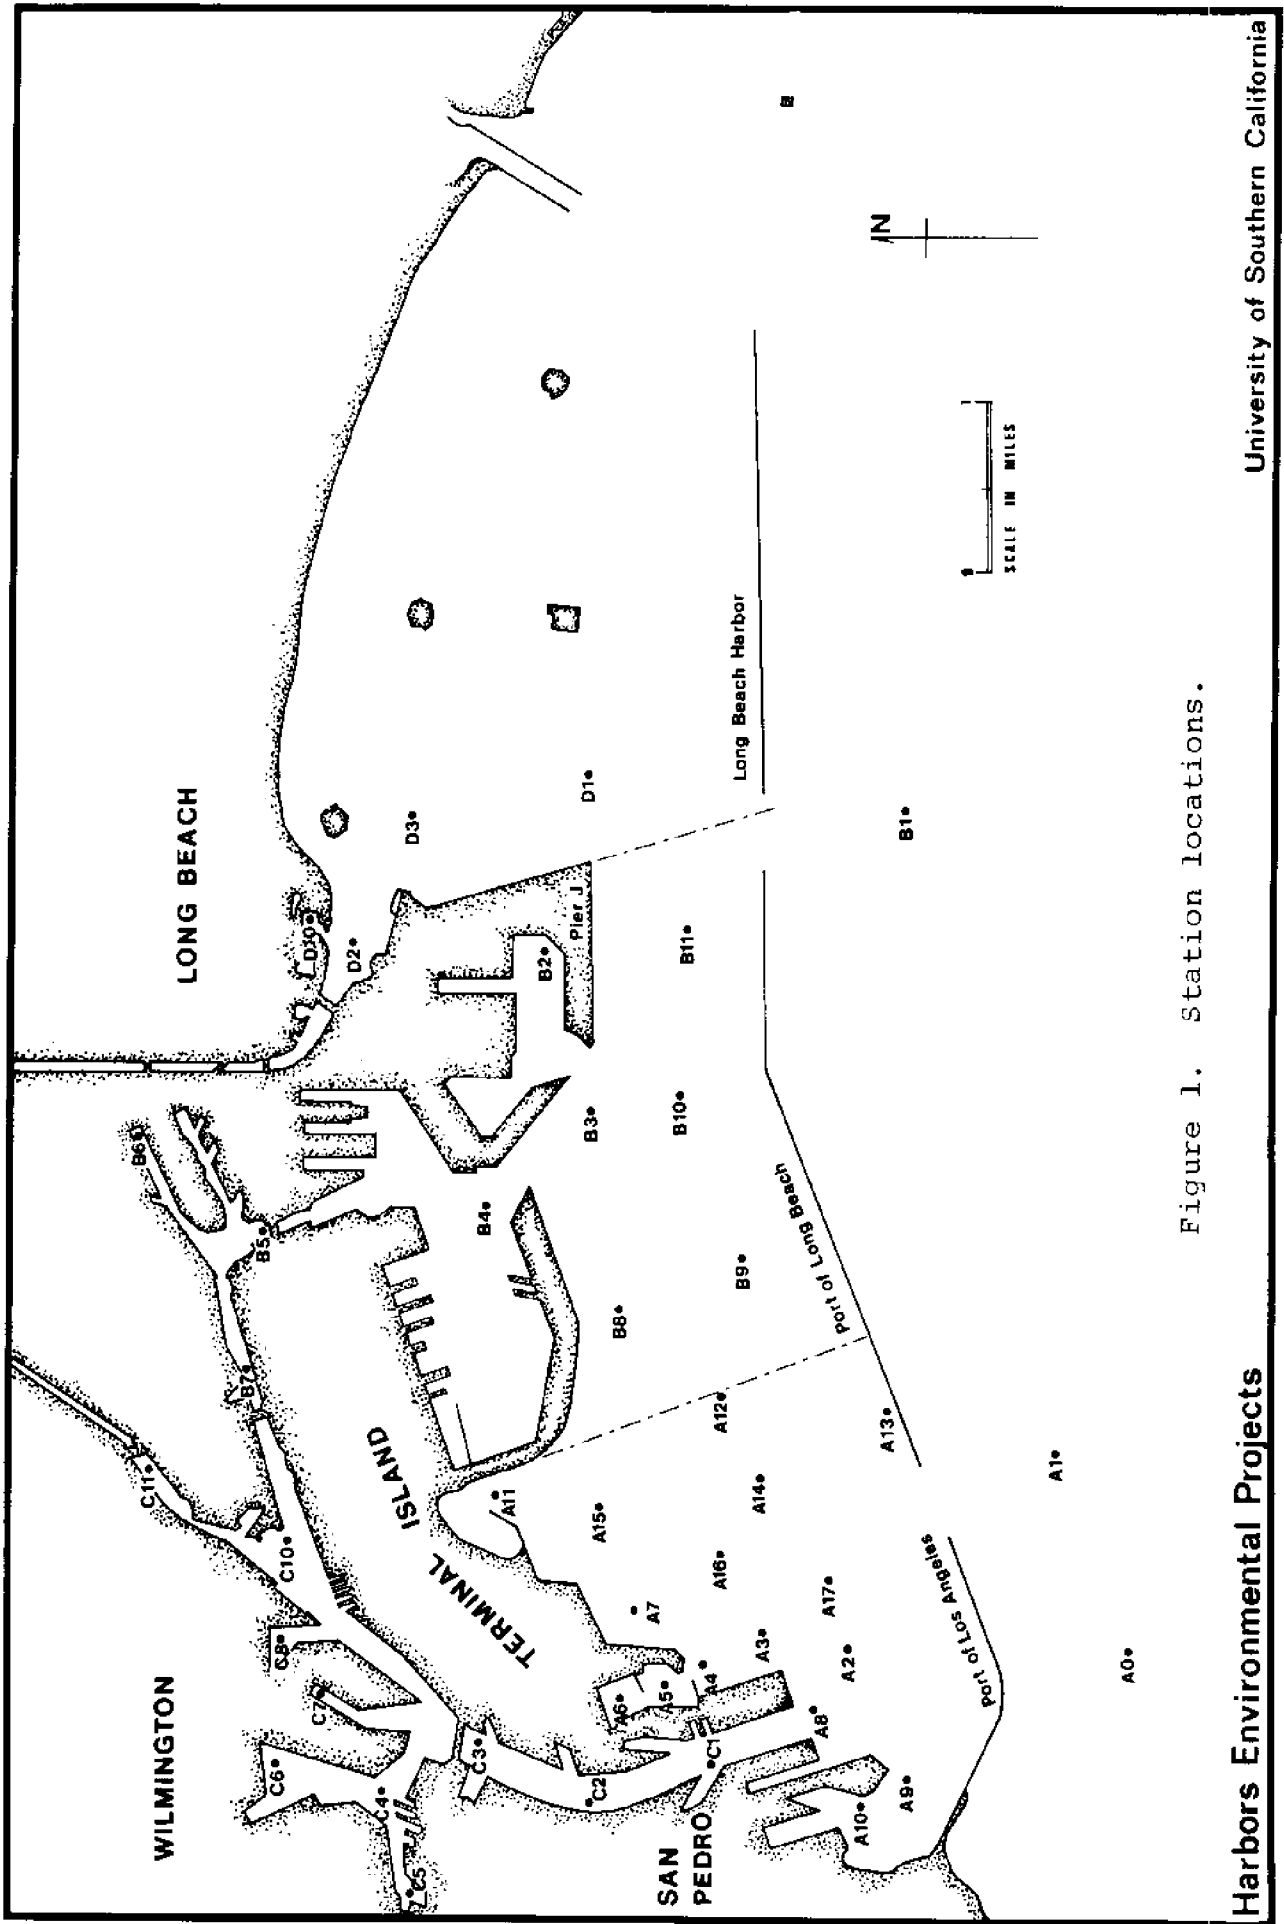 WILMINGTON
LONG BEACH
SAN
PEDRO
TERMINAL
ISLAND
C11
C10
C8
C7
C6
C5
C4
C3
C2
C1
B7
B6
B5
B4
B3
B2
B8
B9
B10
B11
B1
D10
D2
D3
D1
Pier J
A11
A15
A7
A6
A5
A4
A3
A16
A14
A12
A13
A17
A2
A8
A9
A10
A1
A0
Port of Los Angeles
Port of Long Beach
Long Beach Harbor
N
0 1
SCALE IN MILES
Figure 1. Station locations.
Harbors Environmental Projects
University of Southern California